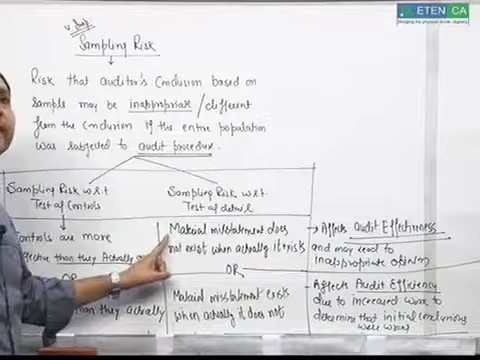 V. Imp
Sampling Risk
Risk that auditor's Conclusion based on
sample may be inappropriate / different
from the Conclusion if the entire population
was subjected to audit procedure.
Sampling Risk w.r.t.
Test of Controls
Controls are more
effective than they Actually
OR
than they actually
Sampling Risk w.r.t.
Test of detail
Material misstatement does
not exist when actually it exists
OR
Material misstatement exists
when actually it does not
→ Affects audit Effectiveness
and may lead to
inappropriate opinion
→ Affects Audit Efficiency
due to increased work to
determine that initial Conclusions
were wrong
ETEN CA